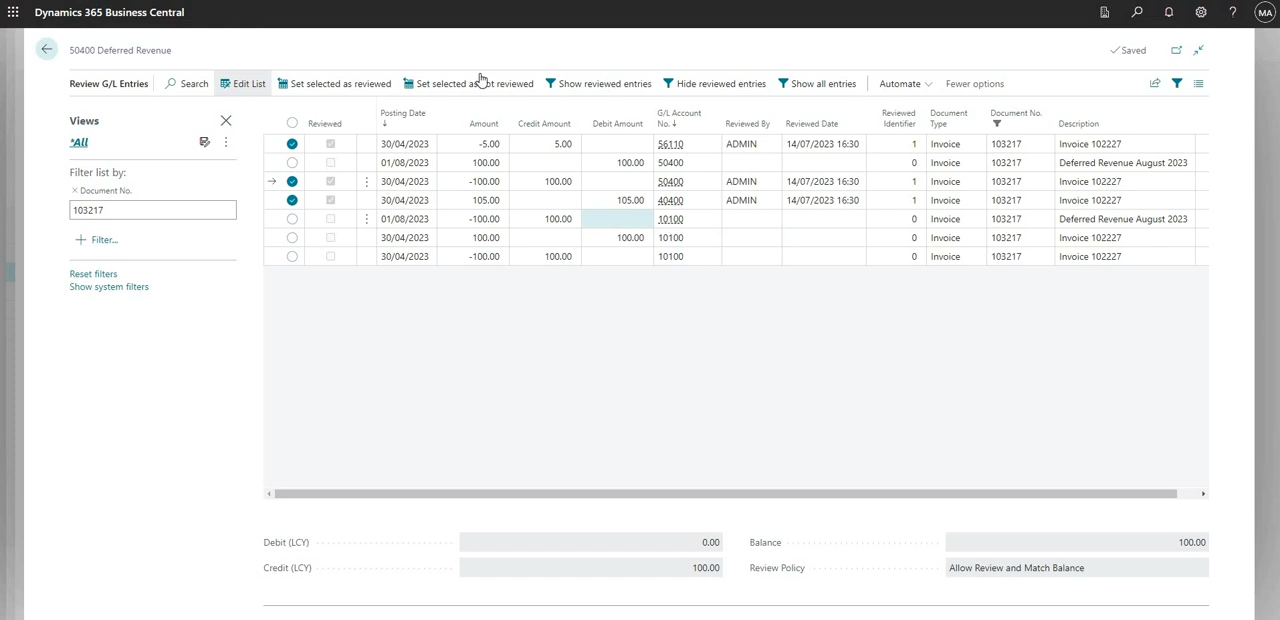 Dynamics 365 Business Central
MA
50400 Deferred Revenue
Saved
Review G/L Entries Search Edit List Set selected as reviewed Set selected as not reviewed Show reviewed entries Hide reviewed entries Show all entries Automate Fewer options
Views
*All
Filter list by:
× Document No.
103217
+ Filter...
Reset filters
Show system filters
Reviewed Posting Date ↓ Amount Credit Amount Debit Amount G/L Account No. ↓ Reviewed By Reviewed Date Reviewed Identifier Document Type Document No. Description
30/04/2023 -5.00 5.00 56110 ADMIN 14/07/2023 16:30 1 Invoice 103217 Invoice 102227
01/08/2023 100.00 100.00 50400 0 Invoice 103217 Deferred Revenue August 2023
30/04/2023 -100.00 100.00 50400 ADMIN 14/07/2023 16:30 1 Invoice 103217 Invoice 102227
30/04/2023 105.00 105.00 40400 ADMIN 14/07/2023 16:30 1 Invoice 103217 Invoice 102227
01/08/2023 -100.00 100.00 10100 0 Invoice 103217 Deferred Revenue August 2023
30/04/2023 100.00 100.00 10100 0 Invoice 103217 Invoice 102227
30/04/2023 -100.00 100.00 10100 0 Invoice 103217 Invoice 102227
Debit (LCY) 0.00 Balance 100.00
Credit (LCY) 100.00 Review Policy Allow Review and Match Balance